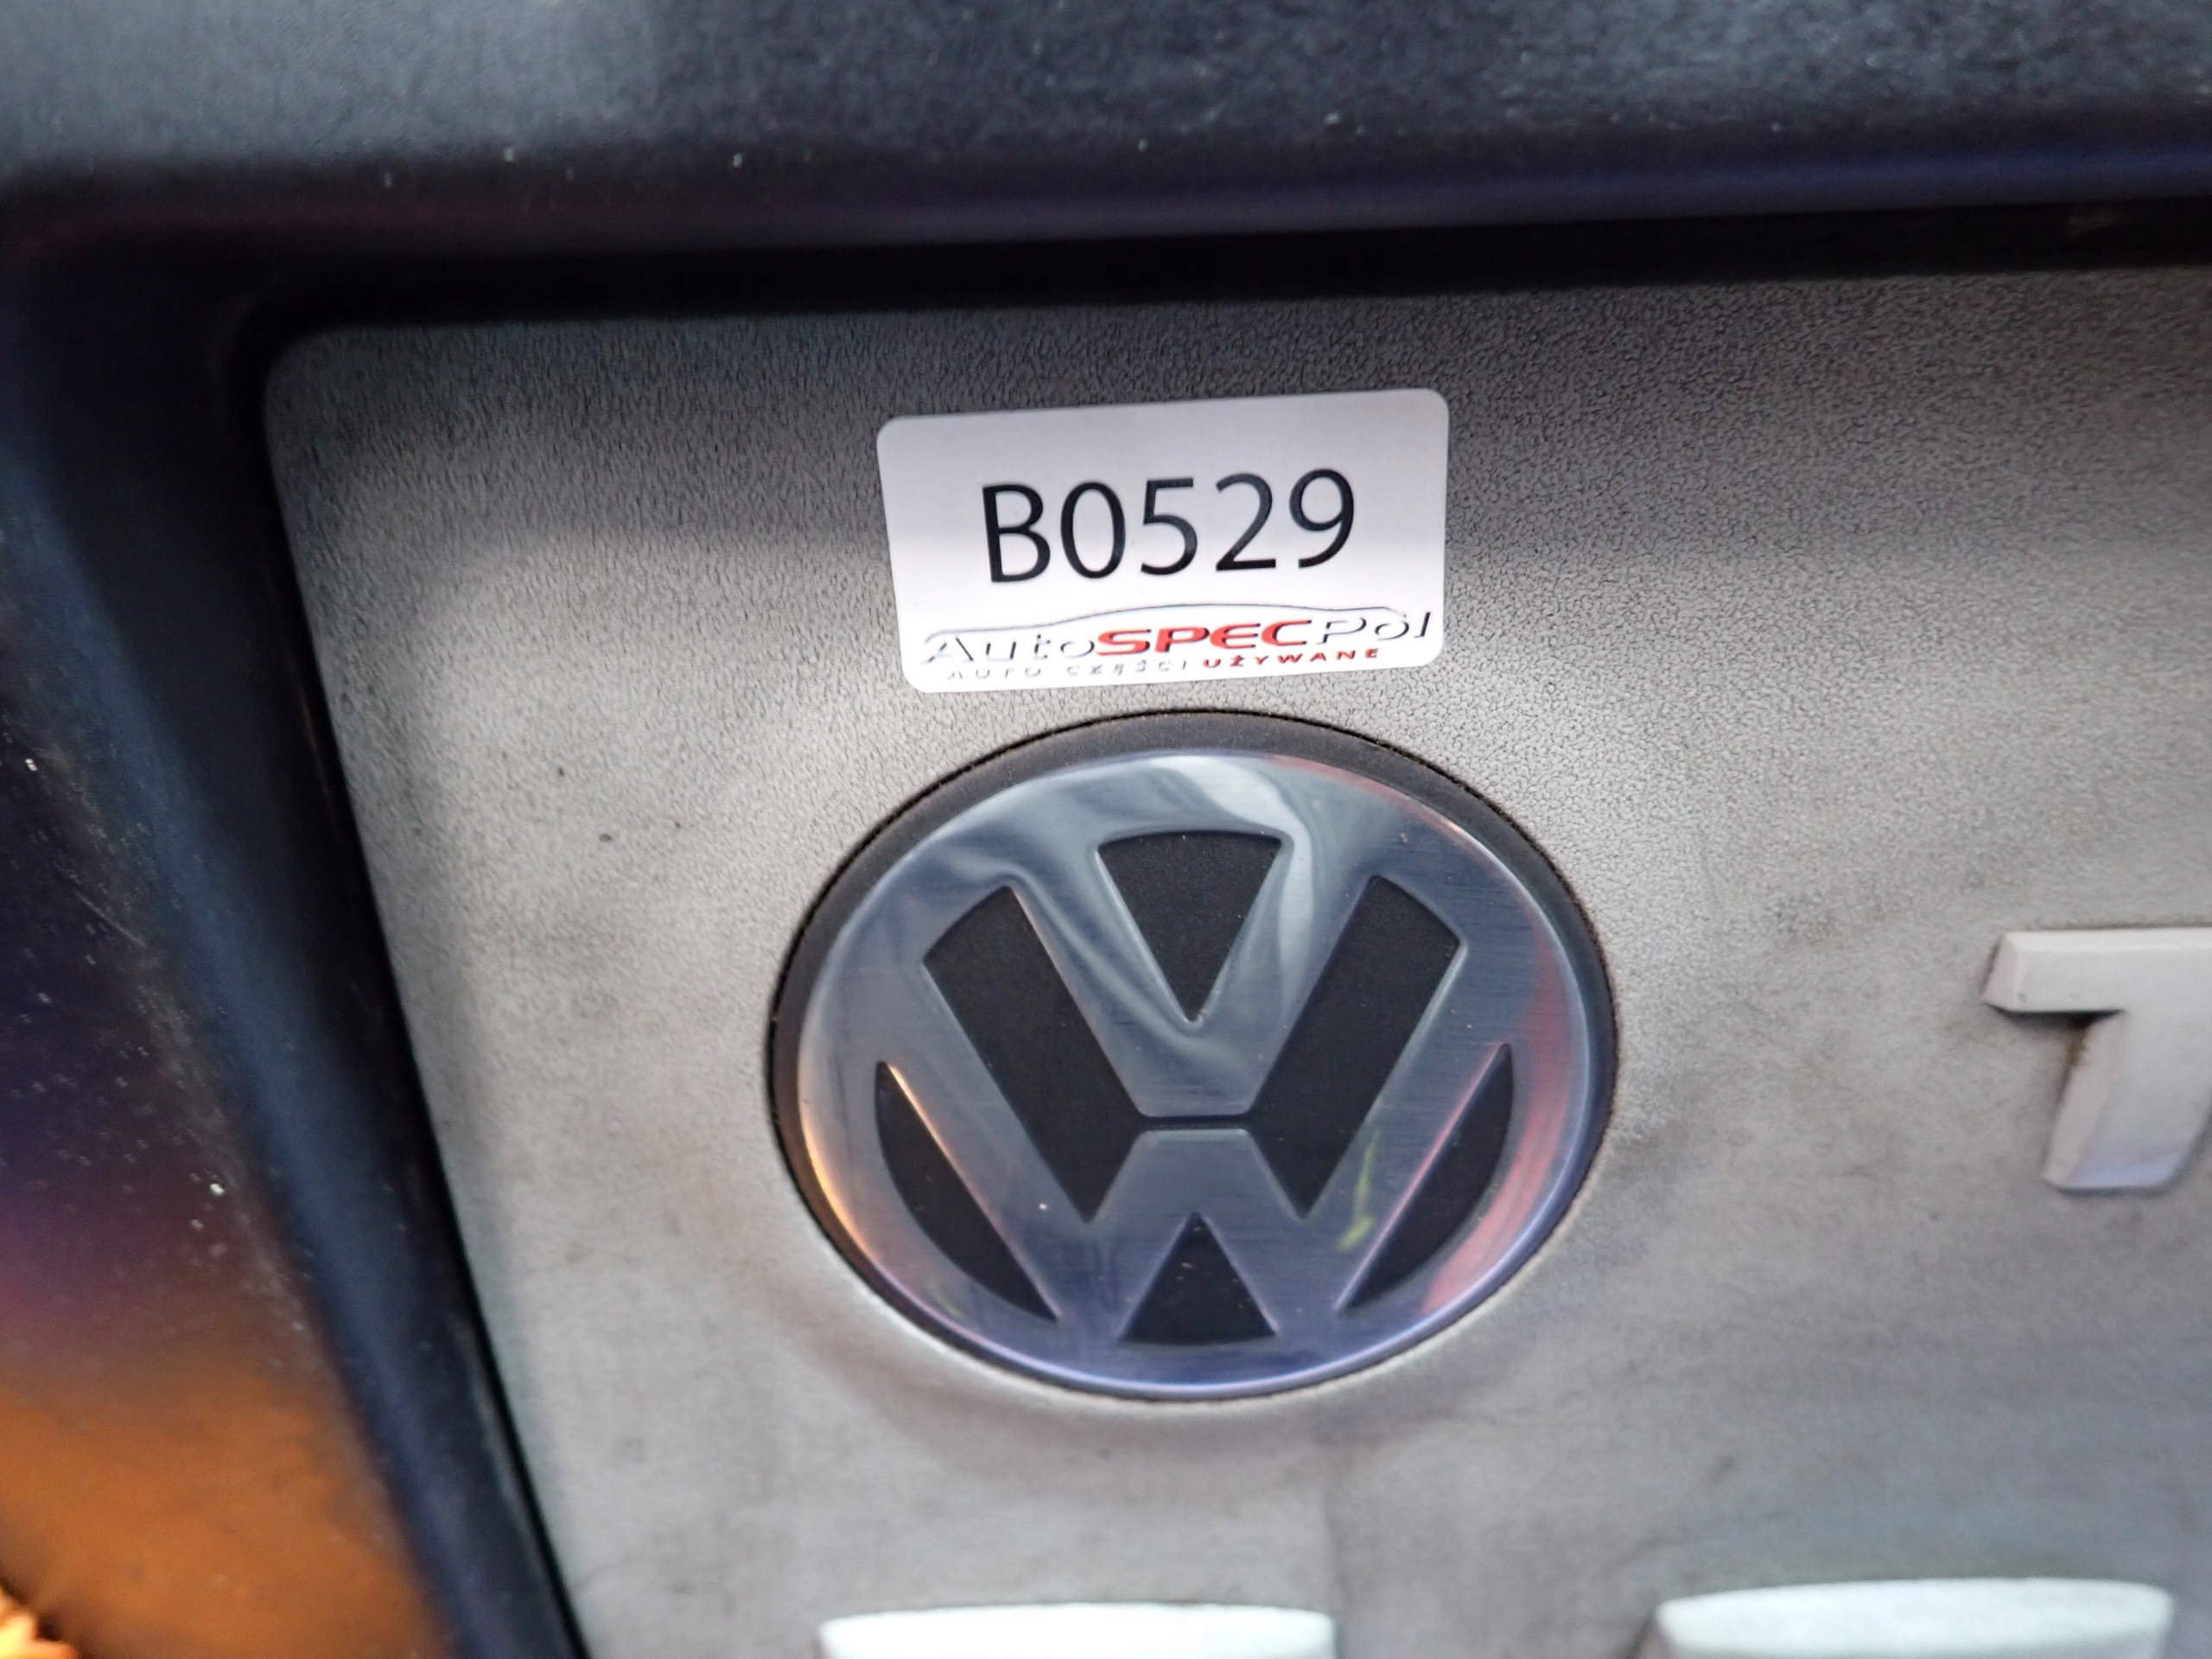 B0529
AutoSPECPol
AUTO CZĘŚCI UŻYWANE
T